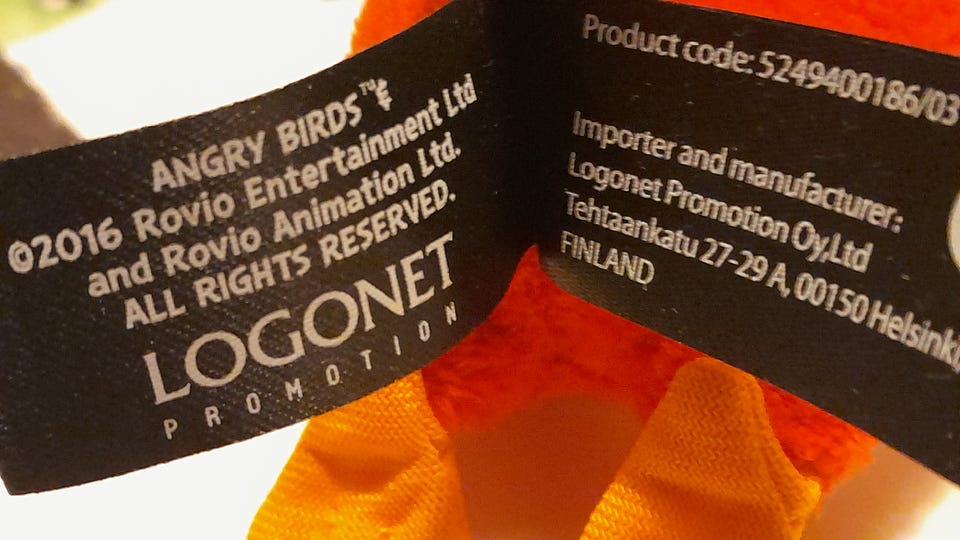 ANGRY BIRDS™ &
©2016 Rovio Entertainment Ltd
and Rovio Animation Ltd.
ALL RIGHTS RESERVED.
LOGONET
PROMOTION
Product code: 5249400186/03
Importer and manufacturer:
Logonet Promotion Oy,Ltd
Tehtaankatu 27-29 A, 00150 Helsinki,
FINLAND